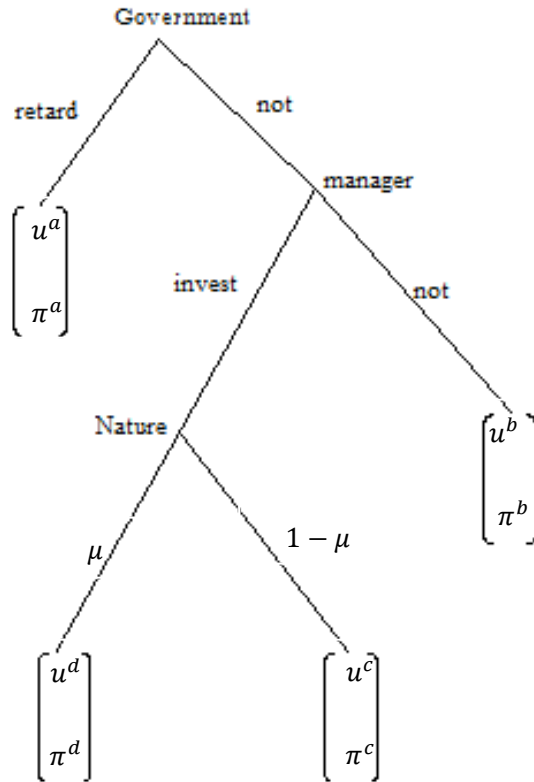 Government
retard
not
manager
u^a
π^a
invest
not
Nature
u^b
π^b
μ
1 − μ
u^d
π^d
u^c
π^c